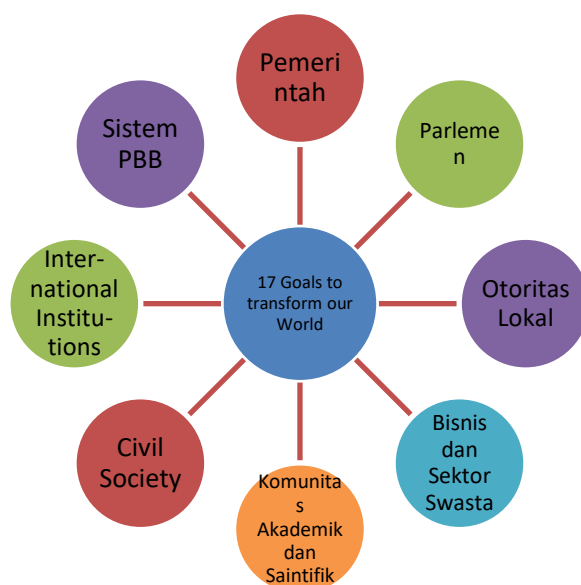 Pemeri
ntah
Parleme
n
Otoritas
Lokal
Bisnis
dan
Sektor
Swasta
Komunitas
s
Akademik
dan
Saintifik
Civil
Society
Inter-
national
Institu-
tions
Sistem
PBB
17 Goals to
transform our
World